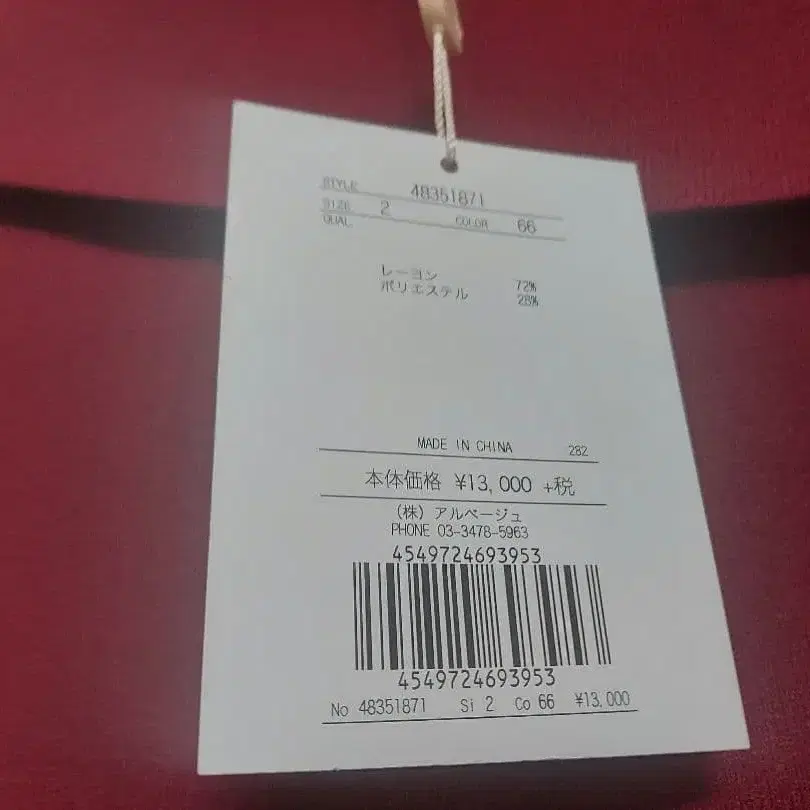 STYLE 48351871
SIZE 2 COLOR 66
QUAL
レーヨン 72%
ポリエステル 28%
MADE IN CHINA 282
本体価格 ¥13,000 +税
(株) アルページュ
PHONE 03-3478-5963
4549724693953
4549724693953
No 48351871 Si 2 Co 66 ¥13,000